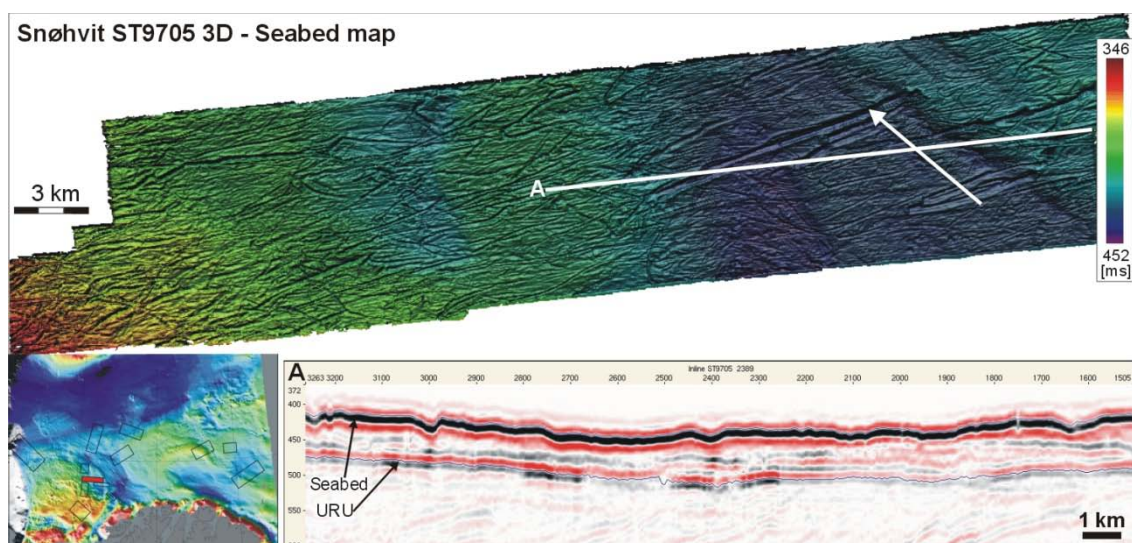 Snøhvit ST9705 3D - Seabed map
346
452
[ms]
3 km
A
A
Inline ST9705 2389
3263 3200 3100 3000 2900 2800 2700 2600 2500 2400 2300 2200 2100 2000 1900 1800 1700 1600 1505
372
400
450
500
550
Seabed
URU
1 km